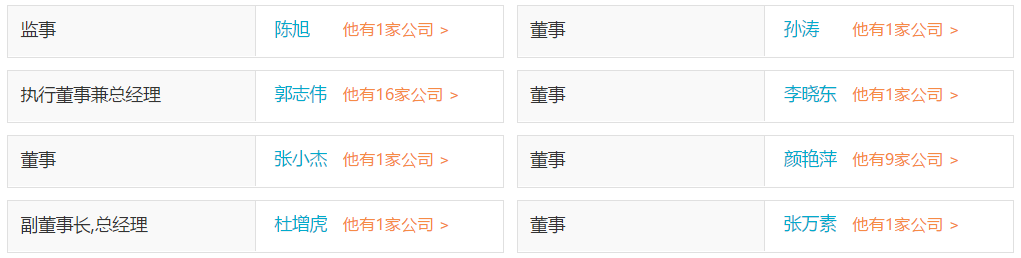 监事 陈旭 他有1家公司 > 董事 孙涛 他有1家公司 >
执行董事兼总经理 郭志伟 他有16家公司 > 董事 李晓东 他有1家公司 >
董事 张小杰 他有1家公司 > 董事 颜艳萍 他有9家公司 >
副董事长,总经理 杜增虎 他有1家公司 > 董事 张万素 他有1家公司 >